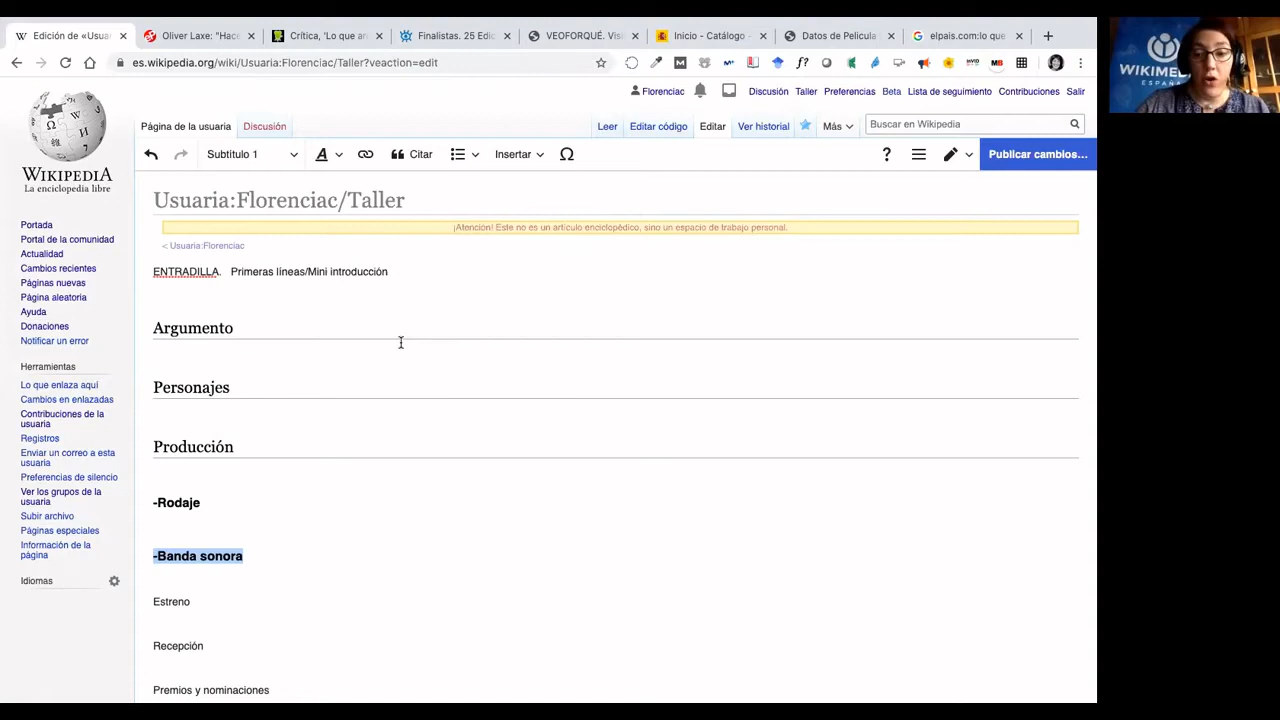 Edición de «Usua
Oliver Laxe: "Hace
Crítica, 'Lo que ar
Finalistas. 25 Edic
VEOFORQUÉ. Vis
Inicio - Catálogo
Datos de Pelicula
elpais.com:lo que
es.wikipedia.org/wiki/Usuaria:Florenciac/Taller?veaction=edit
WIKIMEDIA
ESPAÑA
WIKIPEDIA
La enciclopedia libre
Florenciac
Discusión
Taller
Preferencias
Beta
Lista de seguimiento
Contribuciones
Salir
Página de la usuaria
Discusión
Leer
Editar código
Editar
Ver historial
Más
Buscar en Wikipedia
Subtítulo 1
A
Citar
Insertar
Ω
?
Publicar cambios...
Portada
Portal de la comunidad
Actualidad
Cambios recientes
Páginas nuevas
Página aleatoria
Ayuda
Donaciones
Notificar un error
Herramientas
Lo que enlaza aquí
Cambios en enlazadas
Contribuciones de la
usuaria
Registros
Enviar un correo a esta
usuaria
Preferencias de silencio
Ver los grupos de la
usuaria
Subir archivo
Páginas especiales
Información de la
página
Idiomas
Usuaria:Florenciac/Taller
¡Atención! Este no es un artículo enciclopédico, sino un espacio de trabajo personal.
< Usuaria:Florenciac
ENTRADILLA. Primeras líneas/Mini introducción
Argumento
Personajes
Producción
-Rodaje
-Banda sonora
Estreno
Recepción
Premios y nominaciones